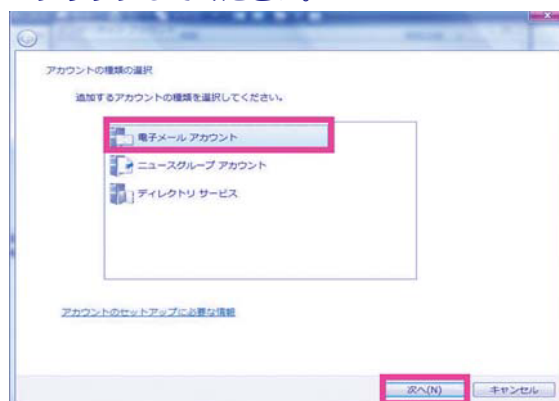 アカウントの種類の選択
追加するアカウントの種類を選択してください。
電子メール アカウント
ニュースグループ アカウント
ディレクトリ サービス
アカウントのセットアップに必要な情報
次へ(N)
キャンセル